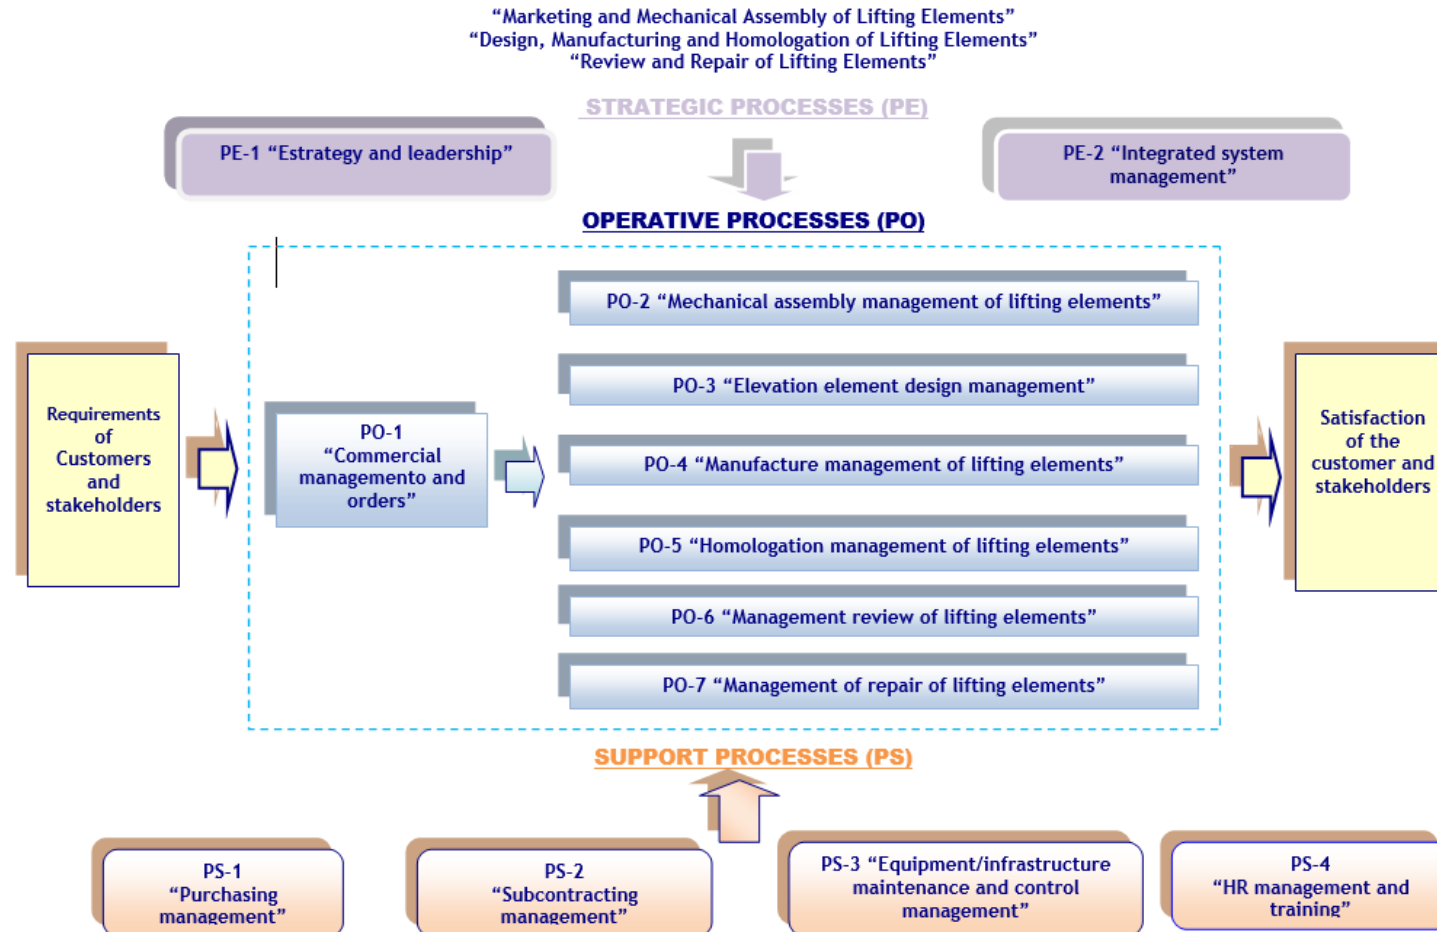 “Marketing and Mechanical Assembly of Lifting Elements”
“Design, Manufacturing and Homologation of Lifting Elements”
“Review and Repair of Lifting Elements”
STRATEGIC PROCESSES (PE)
PE-1 “Estrategy and leadership”
PE-2 “Integrated system
management”
OPERATIVE PROCESSES (PO)
Requirements
of
Customers
and
stakeholders
PO-1
“Commercial
managemento and
orders”
PO-2 “Mechanical assembly management of lifting elements”
PO-3 “Elevation element design management”
PO-4 “Manufacture management of lifting elements”
PO-5 “Homologation management of lifting elements”
PO-6 “Management review of lifting elements”
PO-7 “Management of repair of lifting elements”
Satisfaction
of the
customer and
stakeholders
SUPPORT PROCESSES (PS)
PS-1
“Purchasing
management”
PS-2
“Subcontracting
management”
PS-3 “Equipment/infrastructure
maintenance and control
management”
PS-4
“HR management and
training”